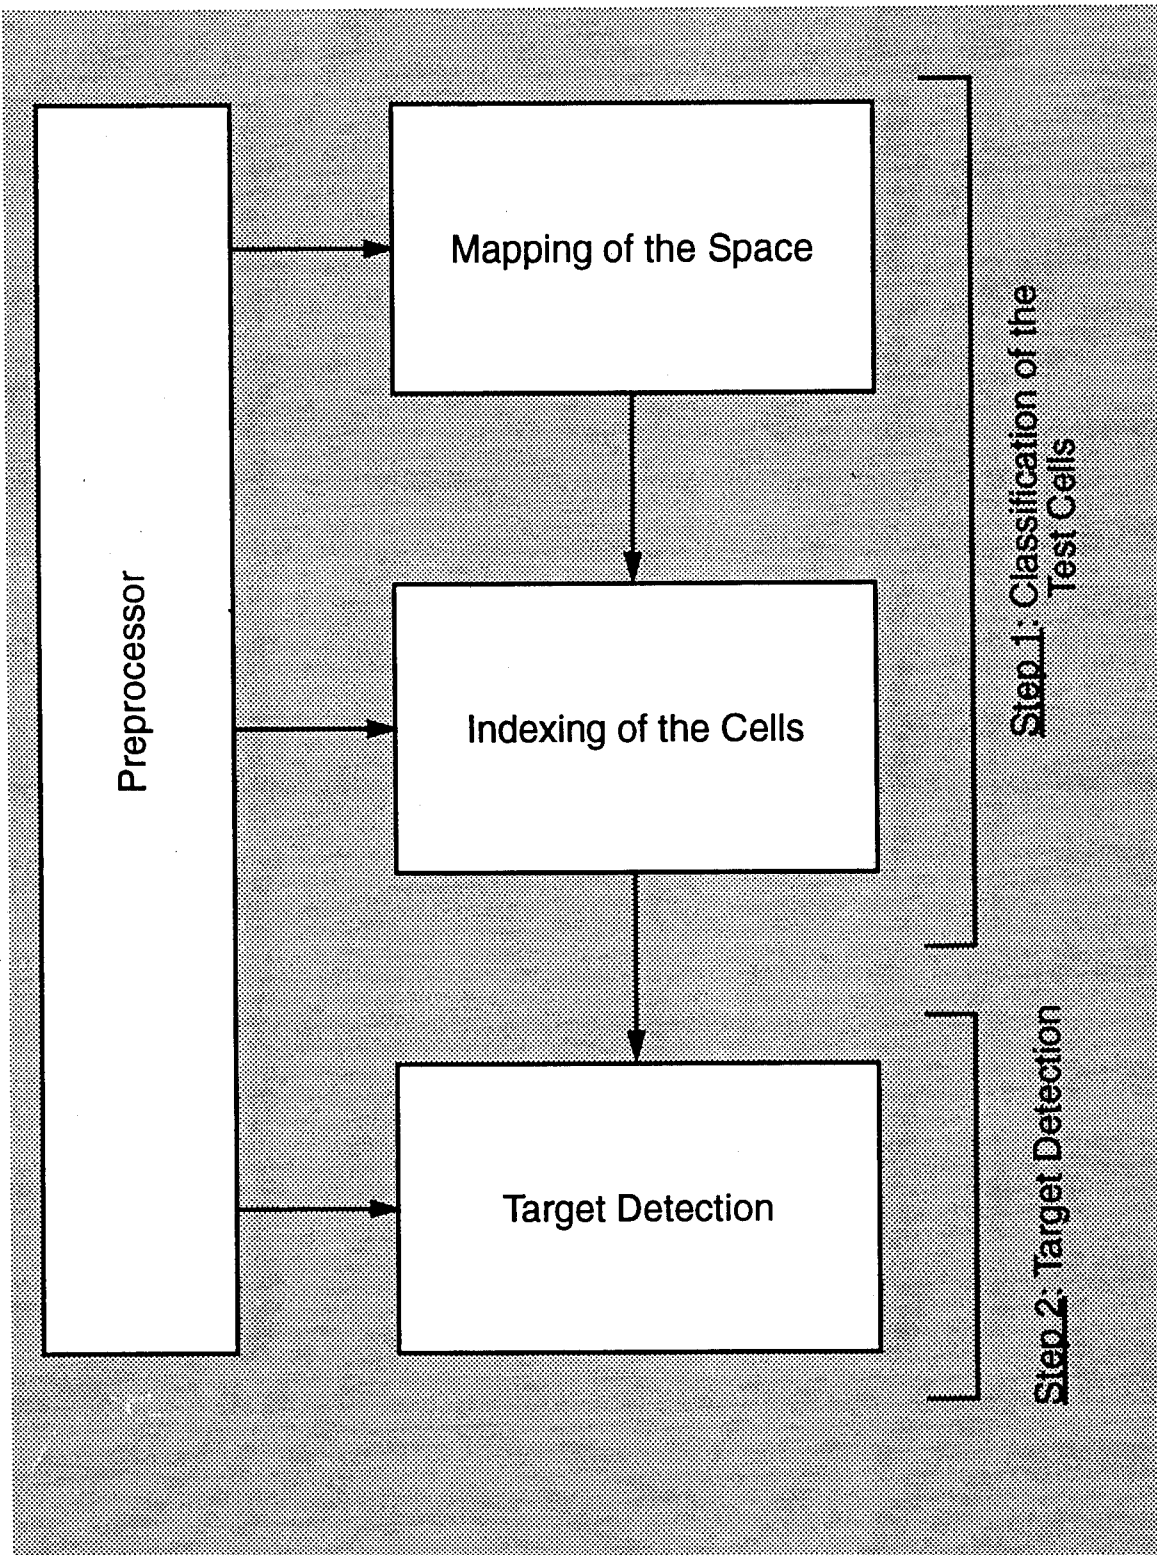 Preprocessor
Mapping of the Space
Indexing of the Cells
Target Detection
Step 1: Classification of the
Test Cells
Step 2: Target Detection